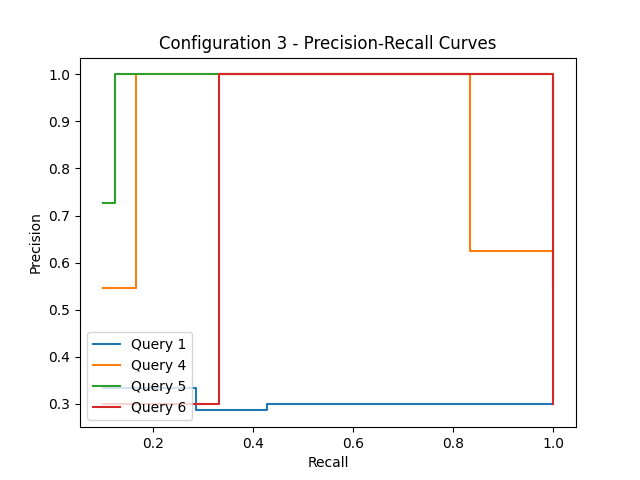 Configuration 3 - Precision-Recall Curves
1.0
0.9
0.8
0.7
0.6
0.5
0.4
0.3
Precision
Query 1
Query 4
Query 5
Query 6
0.2
0.4
0.6
0.8
1.0
Recall